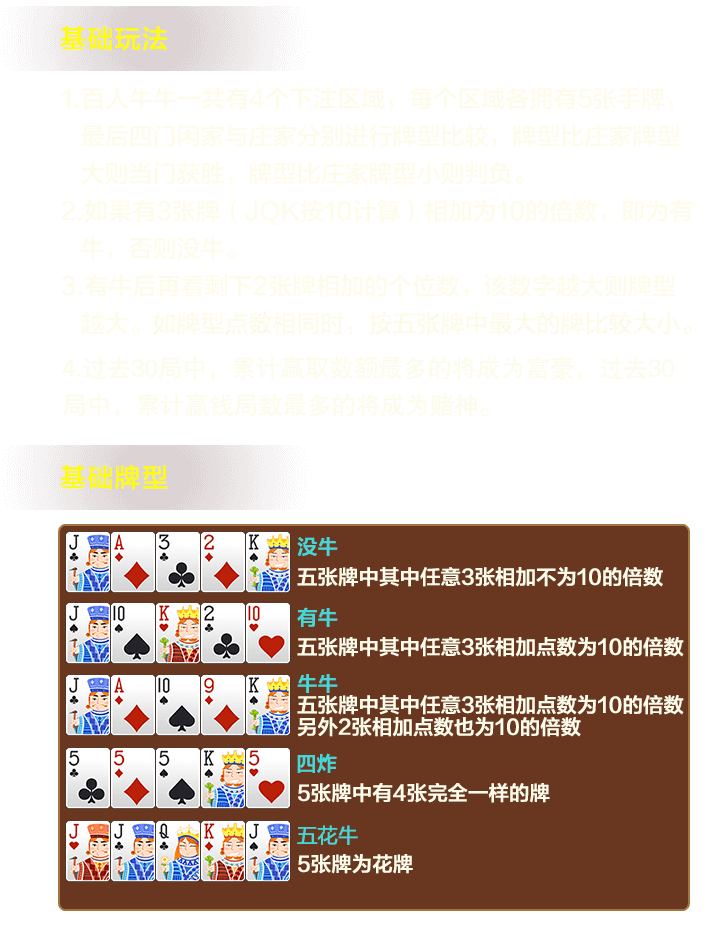 基础玩法
1.百人牛牛一共有4个下注区域，每个区域各拥有5张手牌，
最后四门闲家与庄家分别进行牌型比较，牌型比庄家牌型
大则当门获胜，牌型比庄家牌型小则判负。
2.如果有3张牌（JQK按10计算）相加为10的倍数，即为有
牛，否则没牛。
3.有牛后再看剩下2张牌相加的个位数，该数字越大则牌型
越大。如牌型点数相同时，按五张牌中最大的牌比较大小。
4.过去30局中，累计赢取数额最多的将成为富豪，过去30
局中，累计赢钱局数最多的将成为赌神。
基础牌型
J A 3 2 K 没牛
五张牌中其中任意3张相加不为10的倍数
J 10 K 2 10 有牛
五张牌中其中任意3张相加点数为10的倍数
J A 10 9 K 牛牛
五张牌中其中任意3张相加点数为10的倍数
另外2张相加点数也为10的倍数
5 5 5 K 5 四炸
5张牌中有4张完全一样的牌
J J Q K J 五花牛
5张牌为花牌